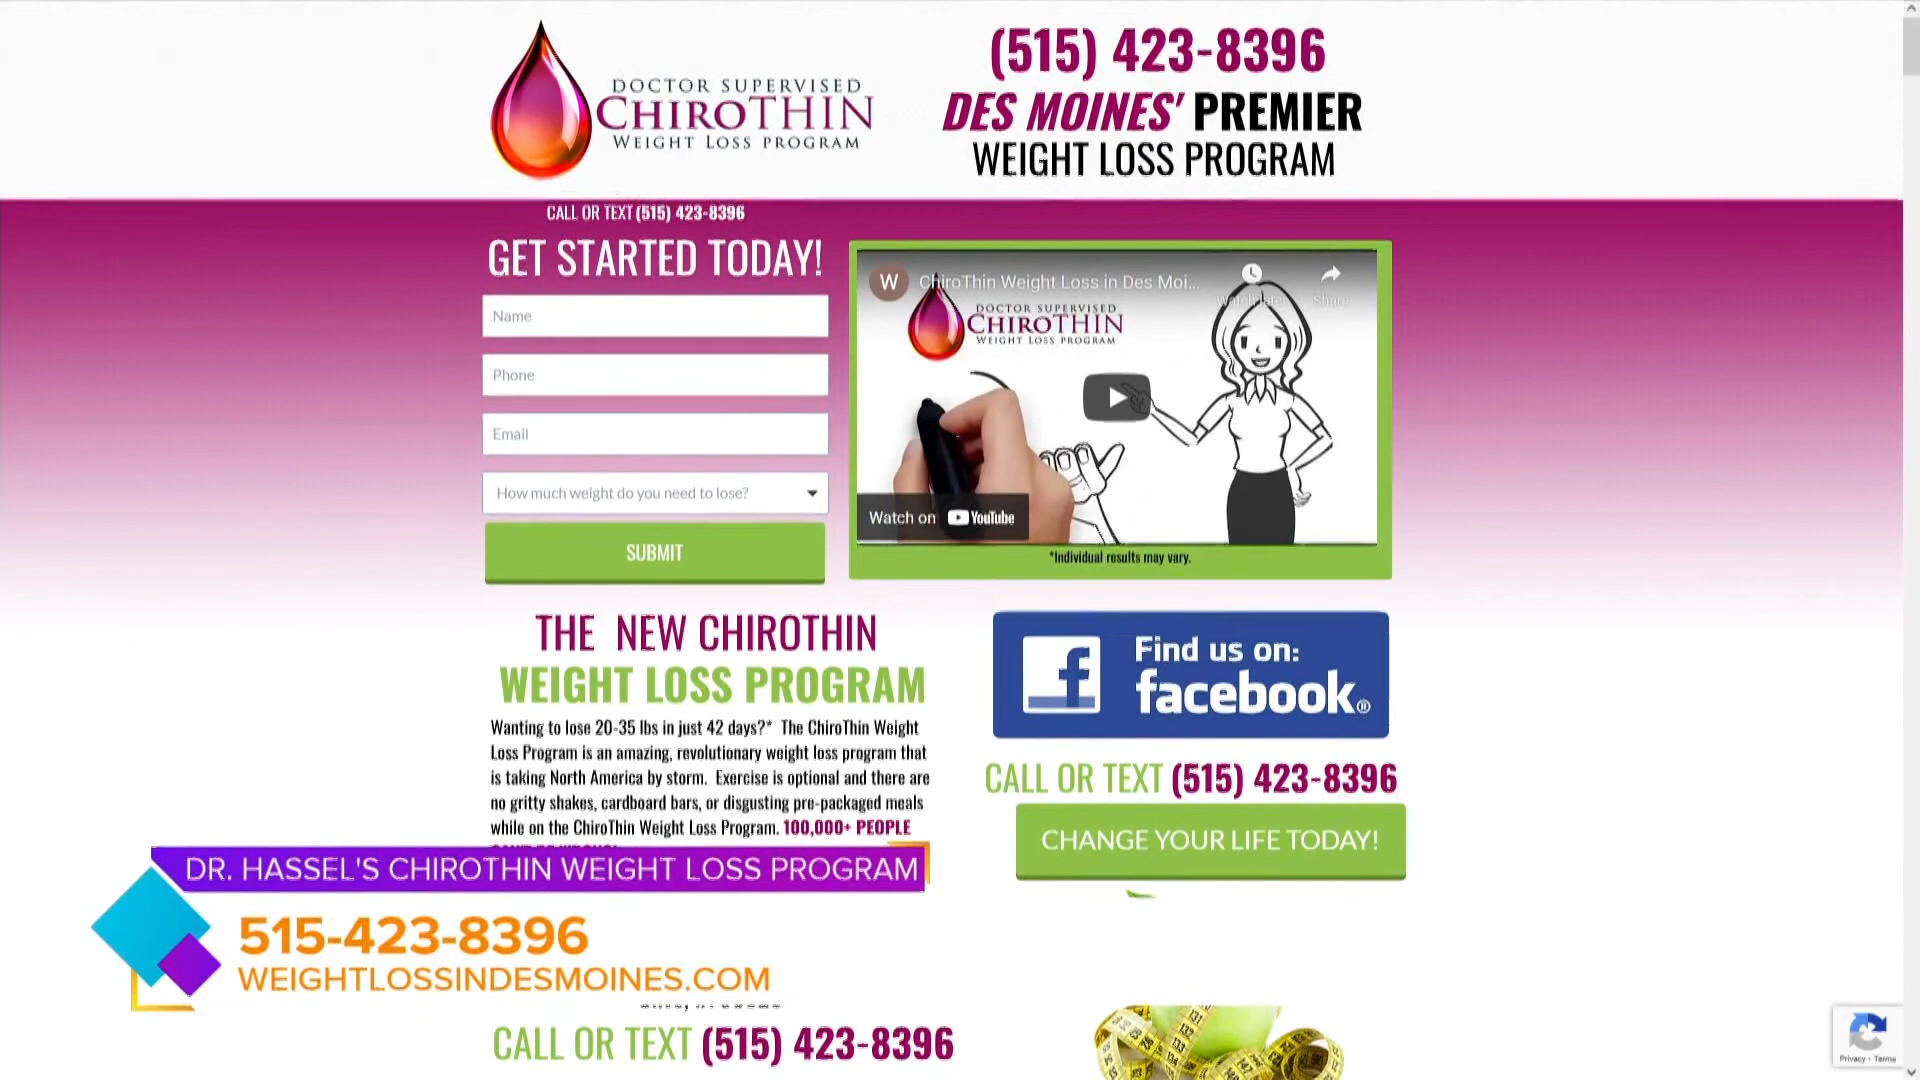 DOCTOR SUPERVISED
CHIROTHIN
WEIGHT LOSS PROGRAM
(515) 423-8396
DES MOINES' PREMIER
WEIGHT LOSS PROGRAM
CALL OR TEXT (515) 423-8396
GET STARTED TODAY!
Name
Phone
Email
How much weight do you need to lose?
SUBMIT
W
ChiroThin Weight Loss in Des Moi...
Watch later
Share
DOCTOR SUPERVISED
CHIROTHIN
WEIGHT LOSS PROGRAM
Watch on YouTube
*Individual results may vary.
THE NEW CHIROTHIN
WEIGHT LOSS PROGRAM
Wanting to lose 20-35 lbs in just 42 days?* The ChiroThin Weight
Loss Program is an amazing, revolutionary weight loss program that
is taking North America by storm. Exercise is optional and there are
no gritty shakes, cardboard bars, or disgusting pre-packaged meals
while on the ChiroThin Weight Loss Program. 100,000+ PEOPLE
Find us on:
facebook®
CALL OR TEXT (515) 423-8396
CHANGE YOUR LIFE TODAY!
DR. HASSEL'S CHIROTHIN WEIGHT LOSS PROGRAM
515-423-8396
WEIGHTLOSSINDESMOINES.COM
CALL OR TEXT (515) 423-8396
Privacy - Terms